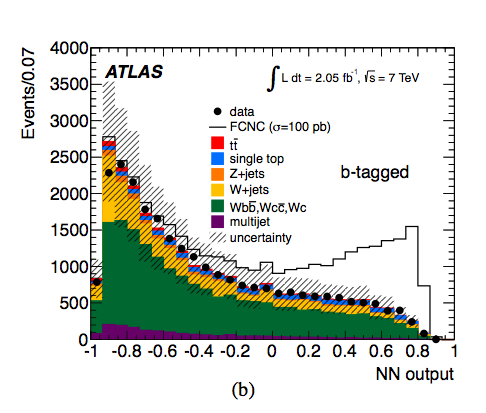 4000
3500
3000
2500
2000
1500
1000
500
0
Events/0.07
ATLAS
∫ L dt = 2.05 fb⁻¹, √s = 7 TeV
data
FCNC (σ=100 pb)
tt̄
single top
Z+jets
W+jets
Wbb̄,Wcc̄,Wc
multijet
uncertainty
b-tagged
-1 -0.8 -0.6 -0.4 -0.2 0 0.2 0.4 0.6 0.8 1
NN output
(b)